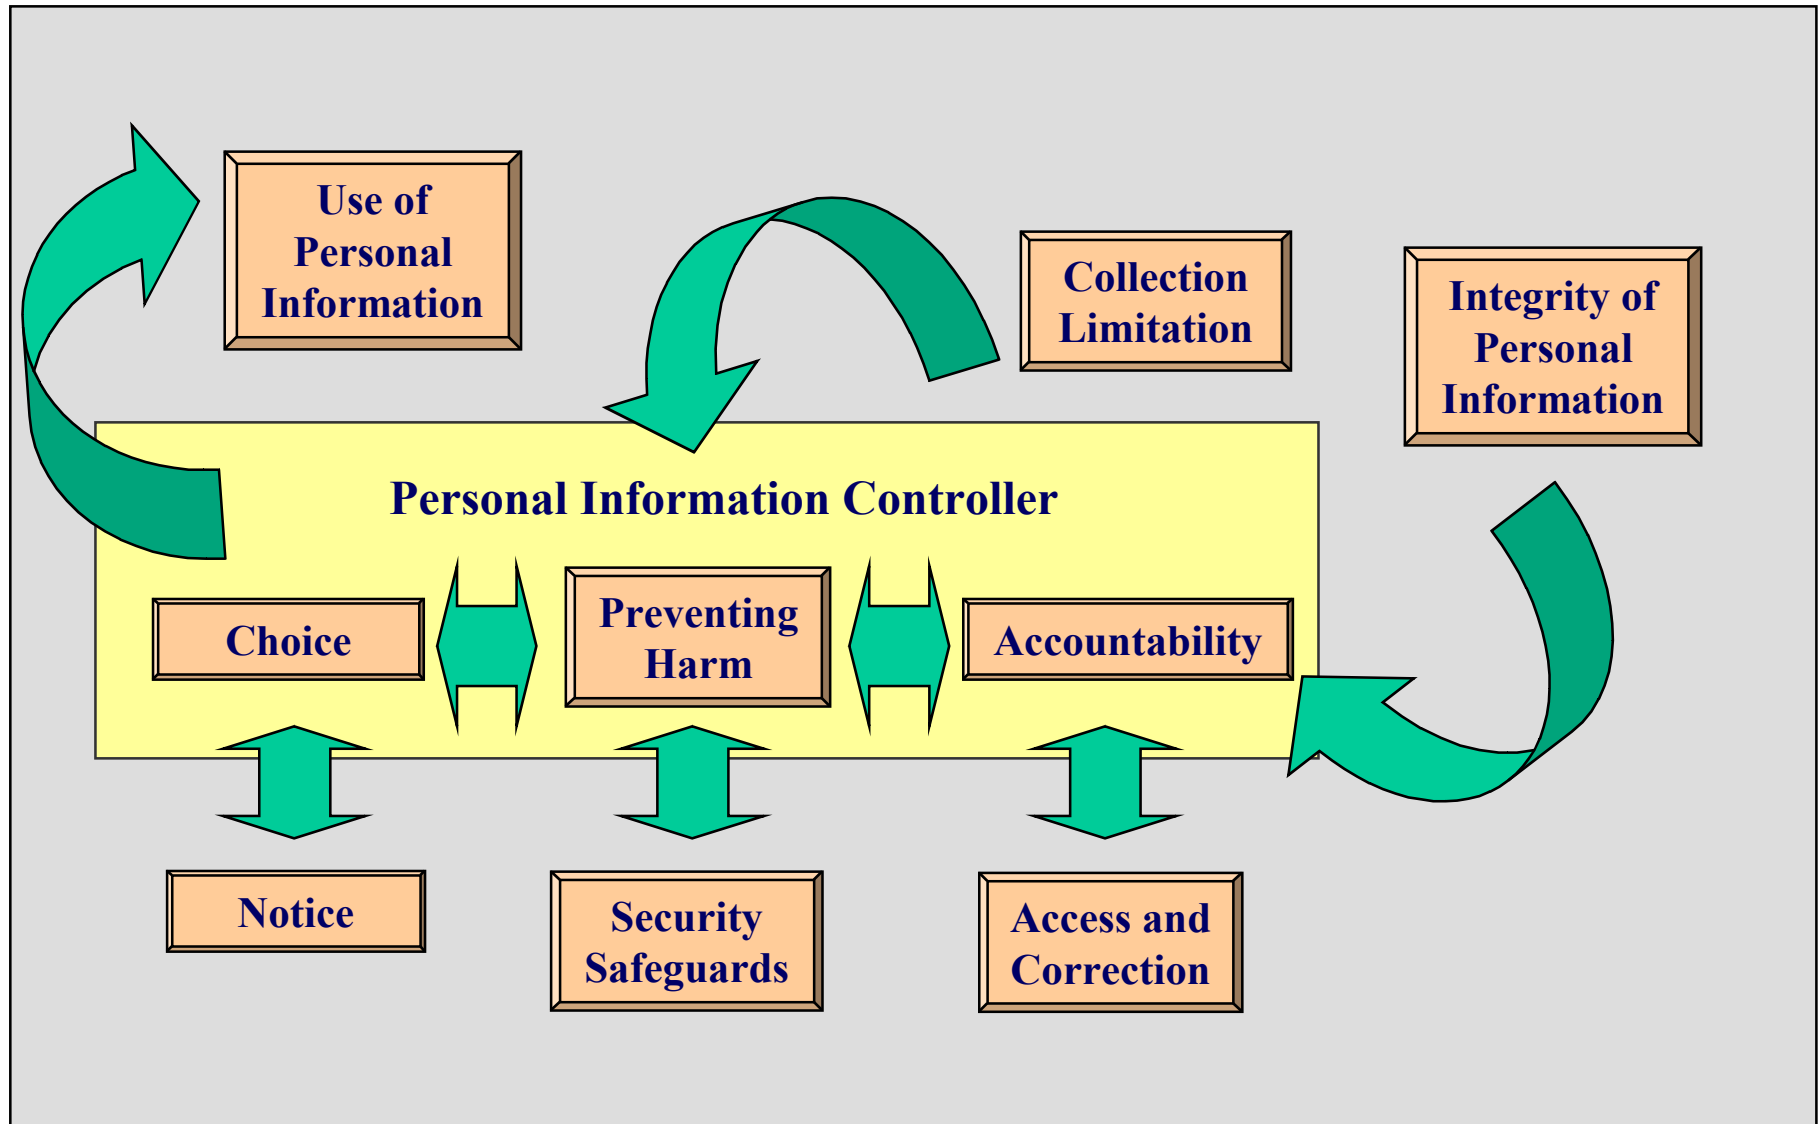 Use of
Personal
Information
Collection
Limitation
Integrity of
Personal
Information
Personal Information Controller
Choice
Preventing
Harm
Accountability
Notice
Security
Safeguards
Access and
Correction